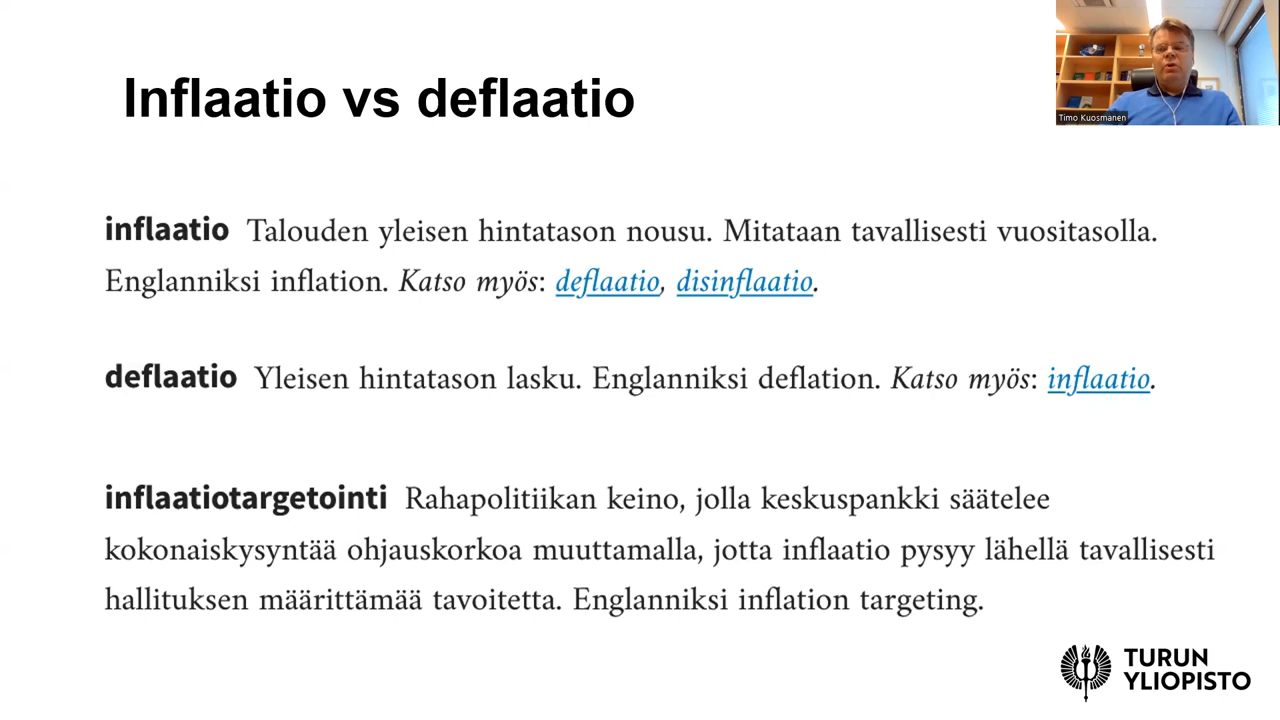 Inflaatio vs deflaatio
Timo Kuosmanen
inflaatio Talouden yleisen hintatason nousu. Mitataan tavallisesti vuositasolla.
Englanniksi inflation. Katso myös: deflaatio, disinflaatio.
deflaatio Yleisen hintatason lasku. Englanniksi deflation. Katso myös: inflaatio.
inflaatiotargetointi Rahapolitiikan keino, jolla keskuspankki säätelee
kokonaiskysyntää ohjauskorkoa muuttamalla, jotta inflaatio pysyy lähellä tavallisesti
hallituksen määrittämää tavoitetta. Englanniksi inflation targeting.
TURUN
YLIOPISTO